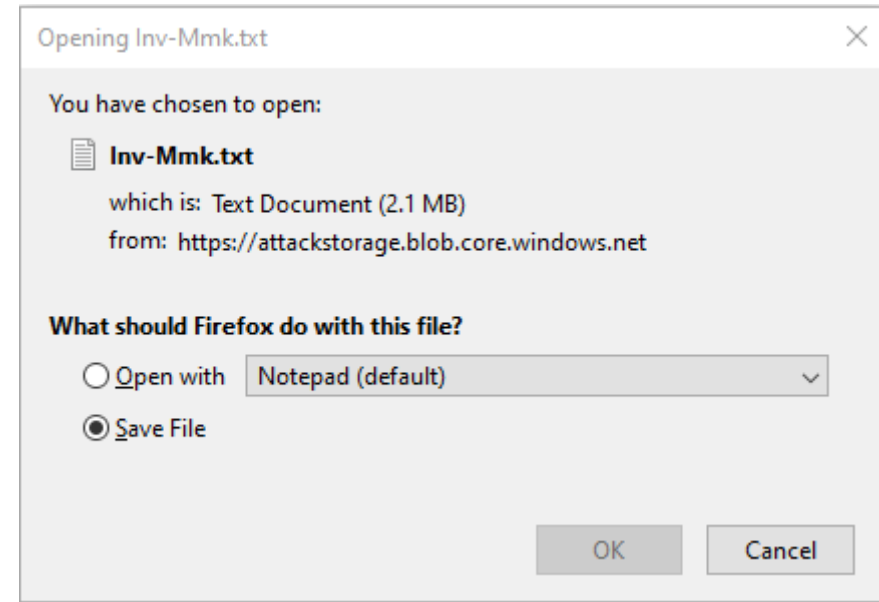 Opening Inv-Mmk.txt
You have chosen to open:
Inv-Mmk.txt
which is: Text Document (2.1 MB)
from: https://attackstorage.blob.core.windows.net
What should Firefox do with this file?
Open with Notepad (default)
Save File
OK Cancel